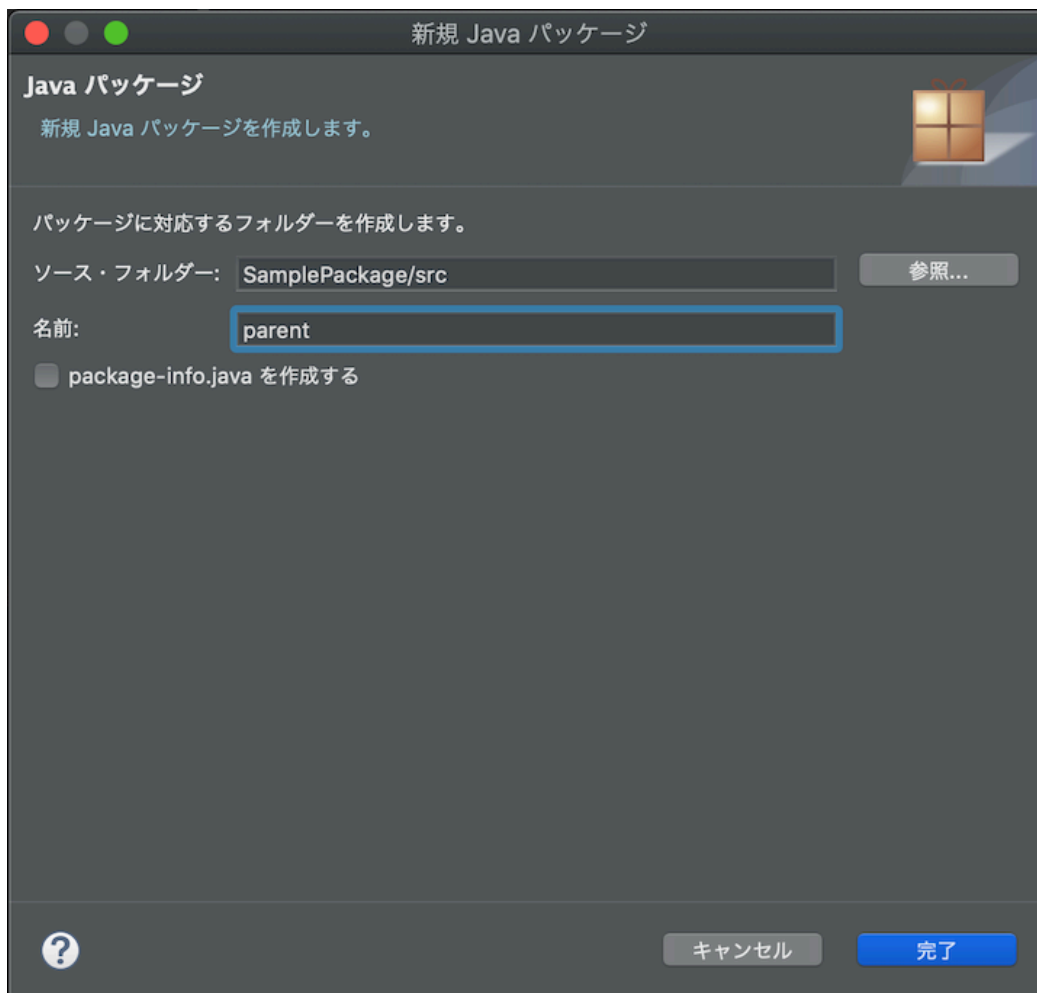 新規 Java パッケージ
Java パッケージ
新規 Java パッケージを作成します。
パッケージに対応するフォルダーを作成します。
ソース・フォルダー: SamplePackage/src 参照...
名前: parent
package-info.java を作成する
? キャンセル 完了